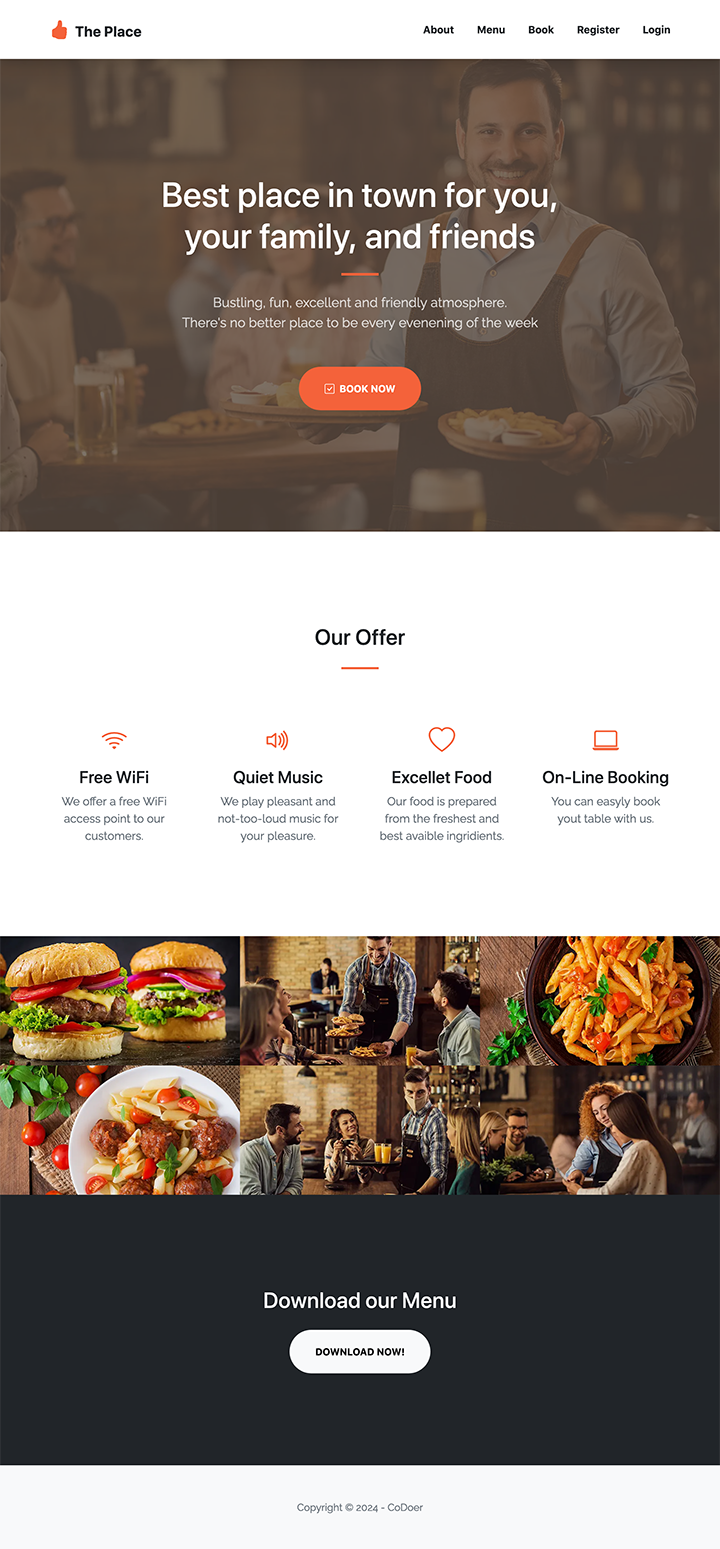 The Place
About Menu Book Register Login
Best place in town for you,
your family, and friends
Bustling, fun, excellent and friendly atmosphere.
There's no better place to be every evenening of the week
BOOK NOW
Our Offer
Free WiFi
We offer a free WiFi
access point to our
customers.
Quiet Music
We play pleasant and
not-too-loud music for
your pleasure.
Excellet Food
Our food is prepared
from the freshest and
best avaible ingridients.
On-Line Booking
You can easyly book
yout table with us.
Download our Menu
DOWNLOAD NOW!
Copyright © 2024 - CoDoer